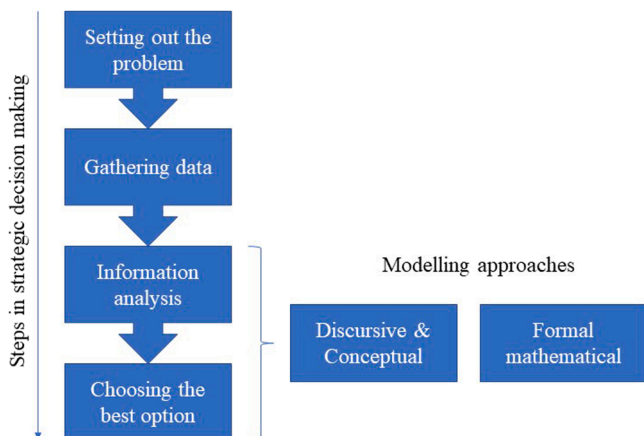 Steps in strategic decision making
Setting out the
problem
Gathering data
Information
analysis
Choosing the
best option
Modelling approaches
Discursive &
Conceptual
Formal
mathematical